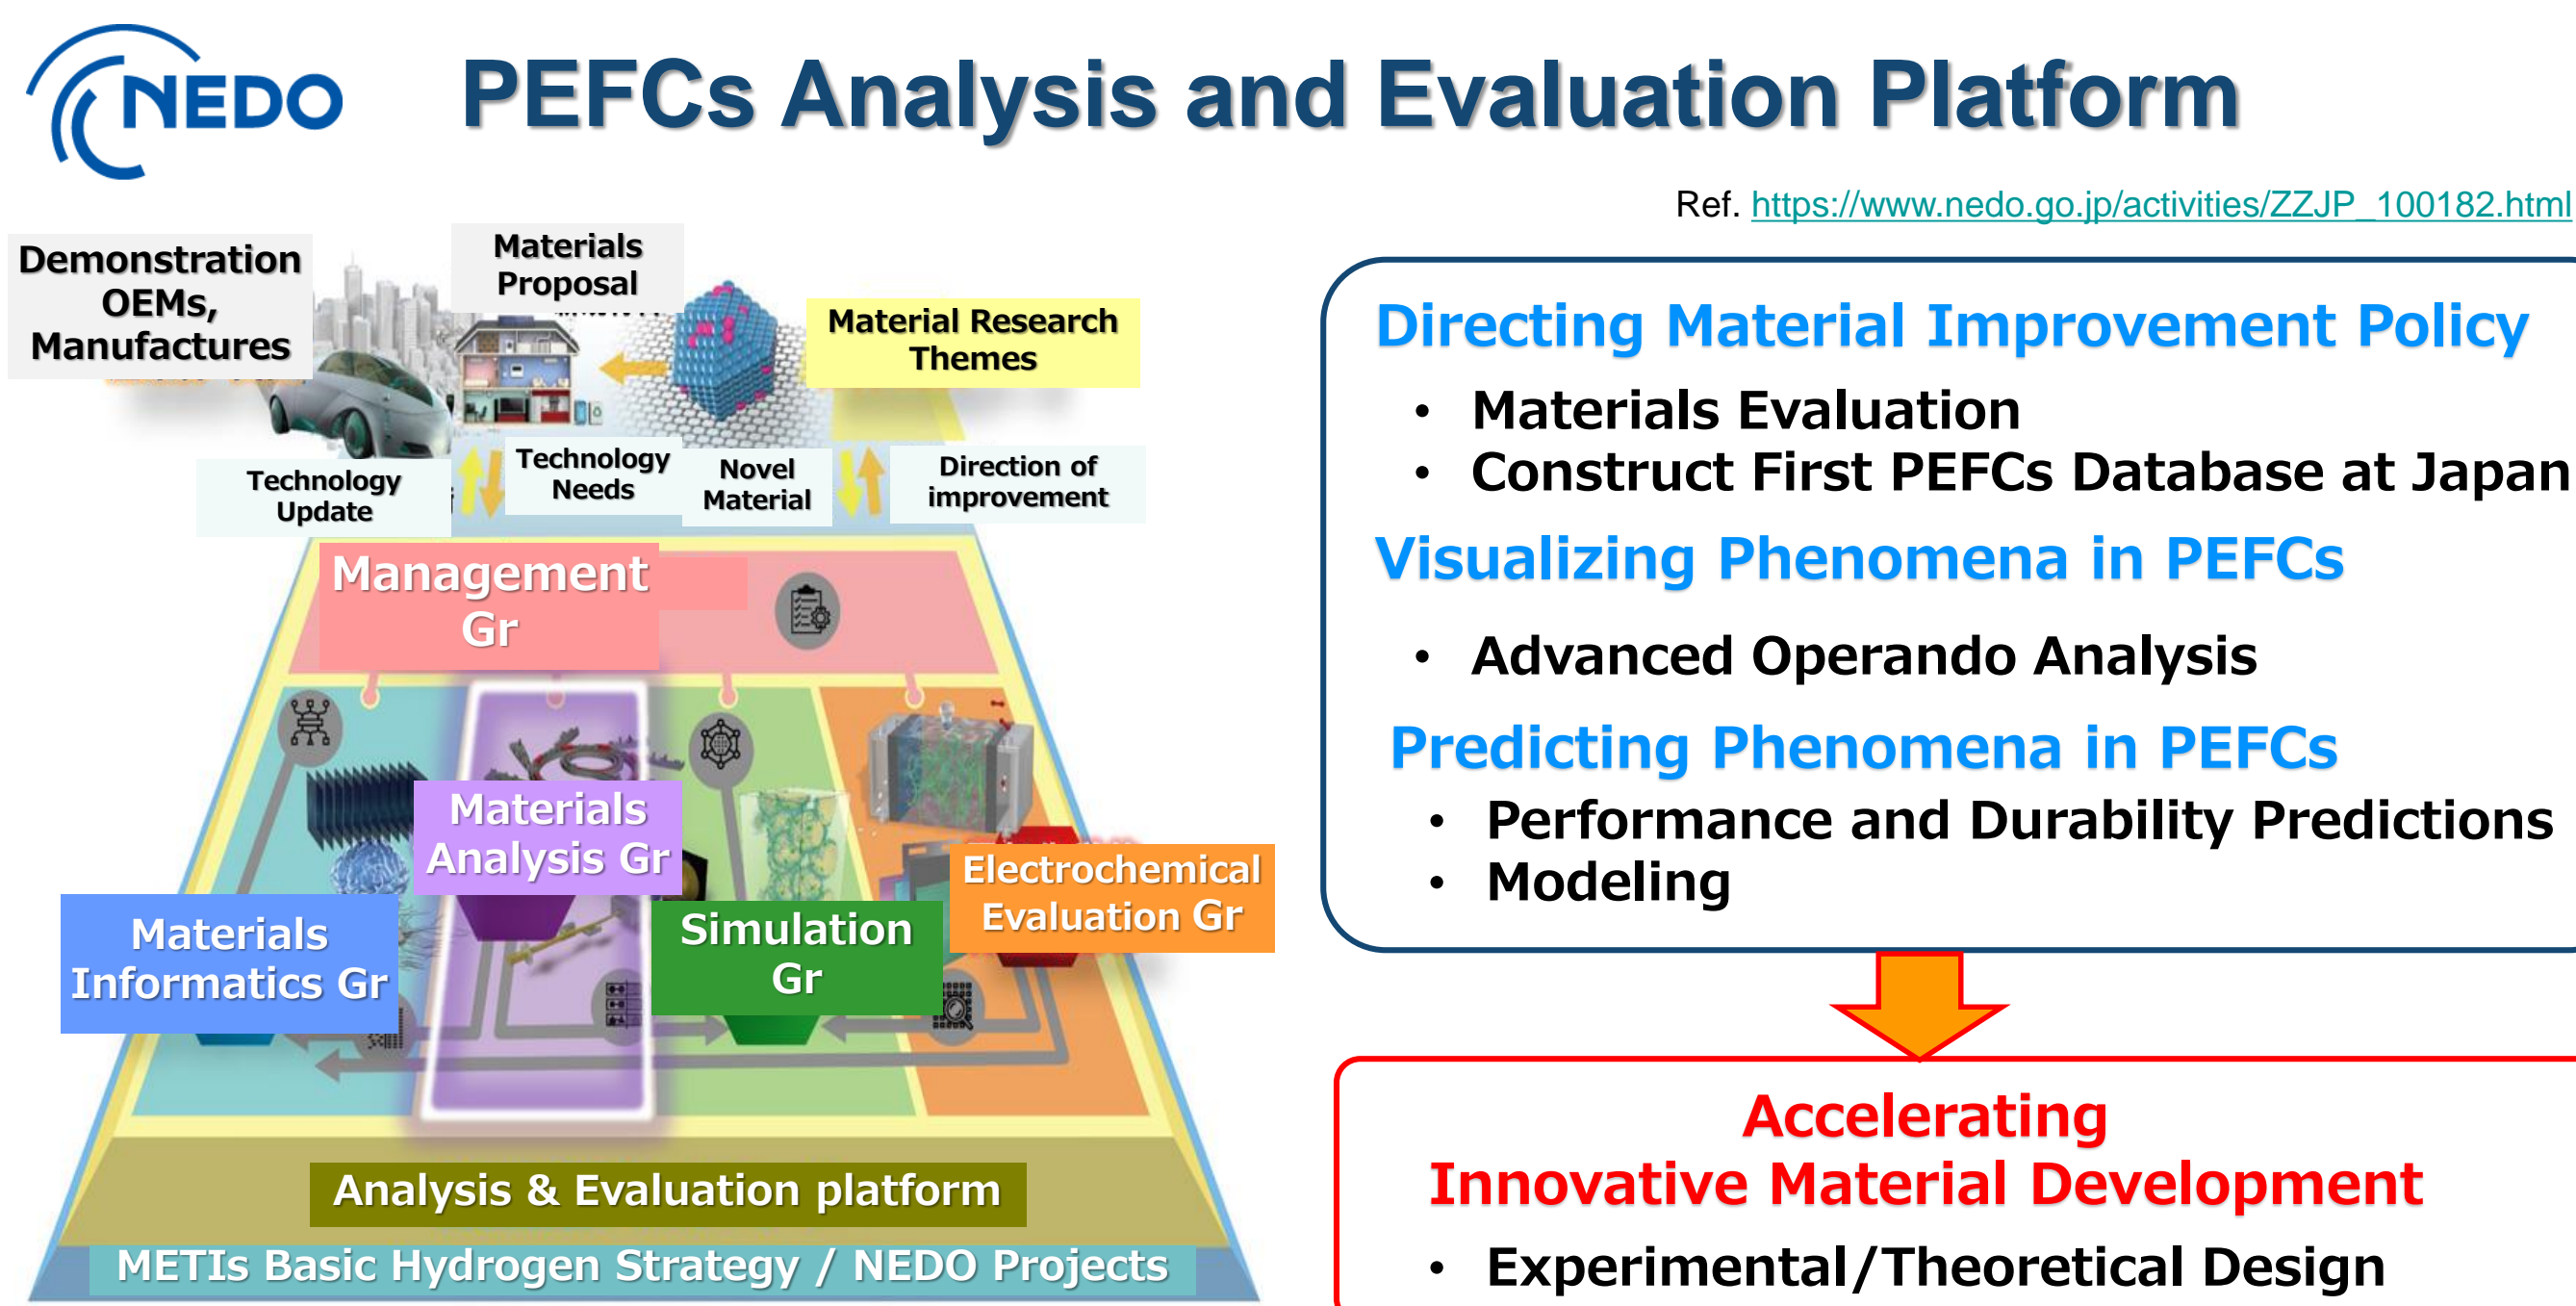 NEDO
PEFCs Analysis and Evaluation Platform
Ref. https://www.nedo.go.jp/activities/ZZJP_100182.html
Demonstration
OEMs,
Manufactures
Materials
Proposal
Material Research
Themes
Technology
Update
Technology
Needs
Novel
Material
Direction of
improvement
Management
Gr
Materials
Analysis Gr
Materials
Informatics Gr
Simulation
Gr
Electrochemical
Evaluation Gr
Analysis & Evaluation platform
METIs Basic Hydrogen Strategy / NEDO Projects
Directing Material Improvement Policy
• Materials Evaluation
• Construct First PEFCs Database at Japan
Visualizing Phenomena in PEFCs
• Advanced Operando Analysis
Predicting Phenomena in PEFCs
• Performance and Durability Predictions
• Modeling
Accelerating
Innovative Material Development
• Experimental/Theoretical Design